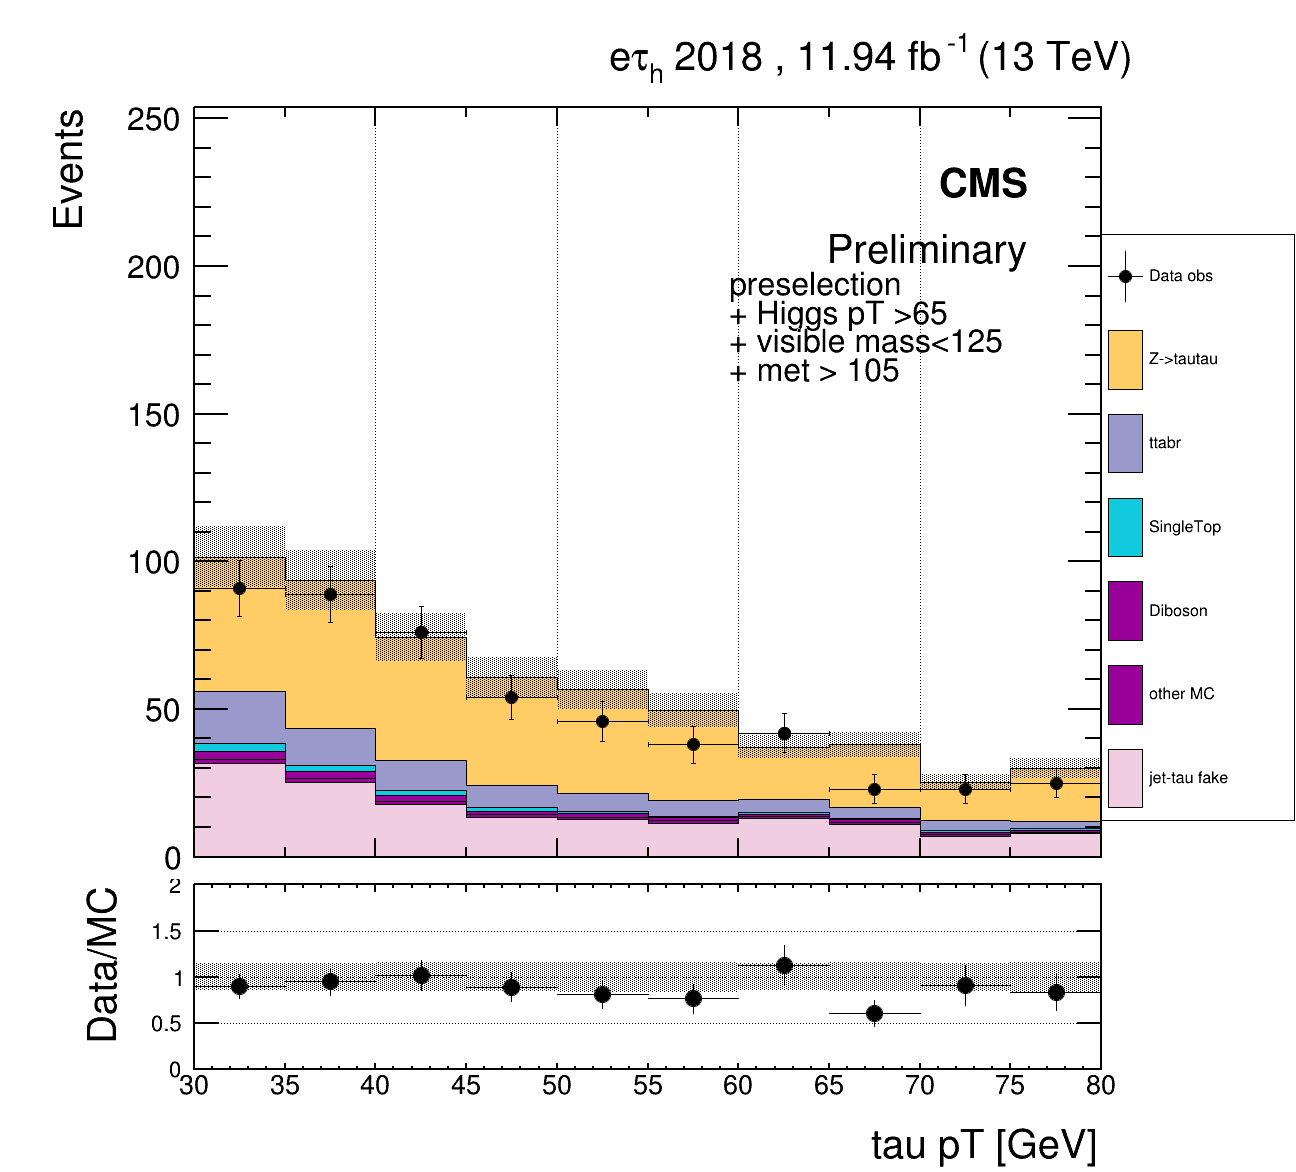 eτh 2018 , 11.94 fb-1 (13 TeV)
Events
250
200
150
100
50
0
CMS
Preliminary
preselection
+ Higgs pT >65
+ visible mass<125
+ met > 105
Data obs
Z->tautau
ttabr
SingleTop
Diboson
other MC
jet-tau fake
Data/MC
2
1.5
1
0.5
0
30 35 40 45 50 55 60 65 70 75 80
tau pT [GeV]